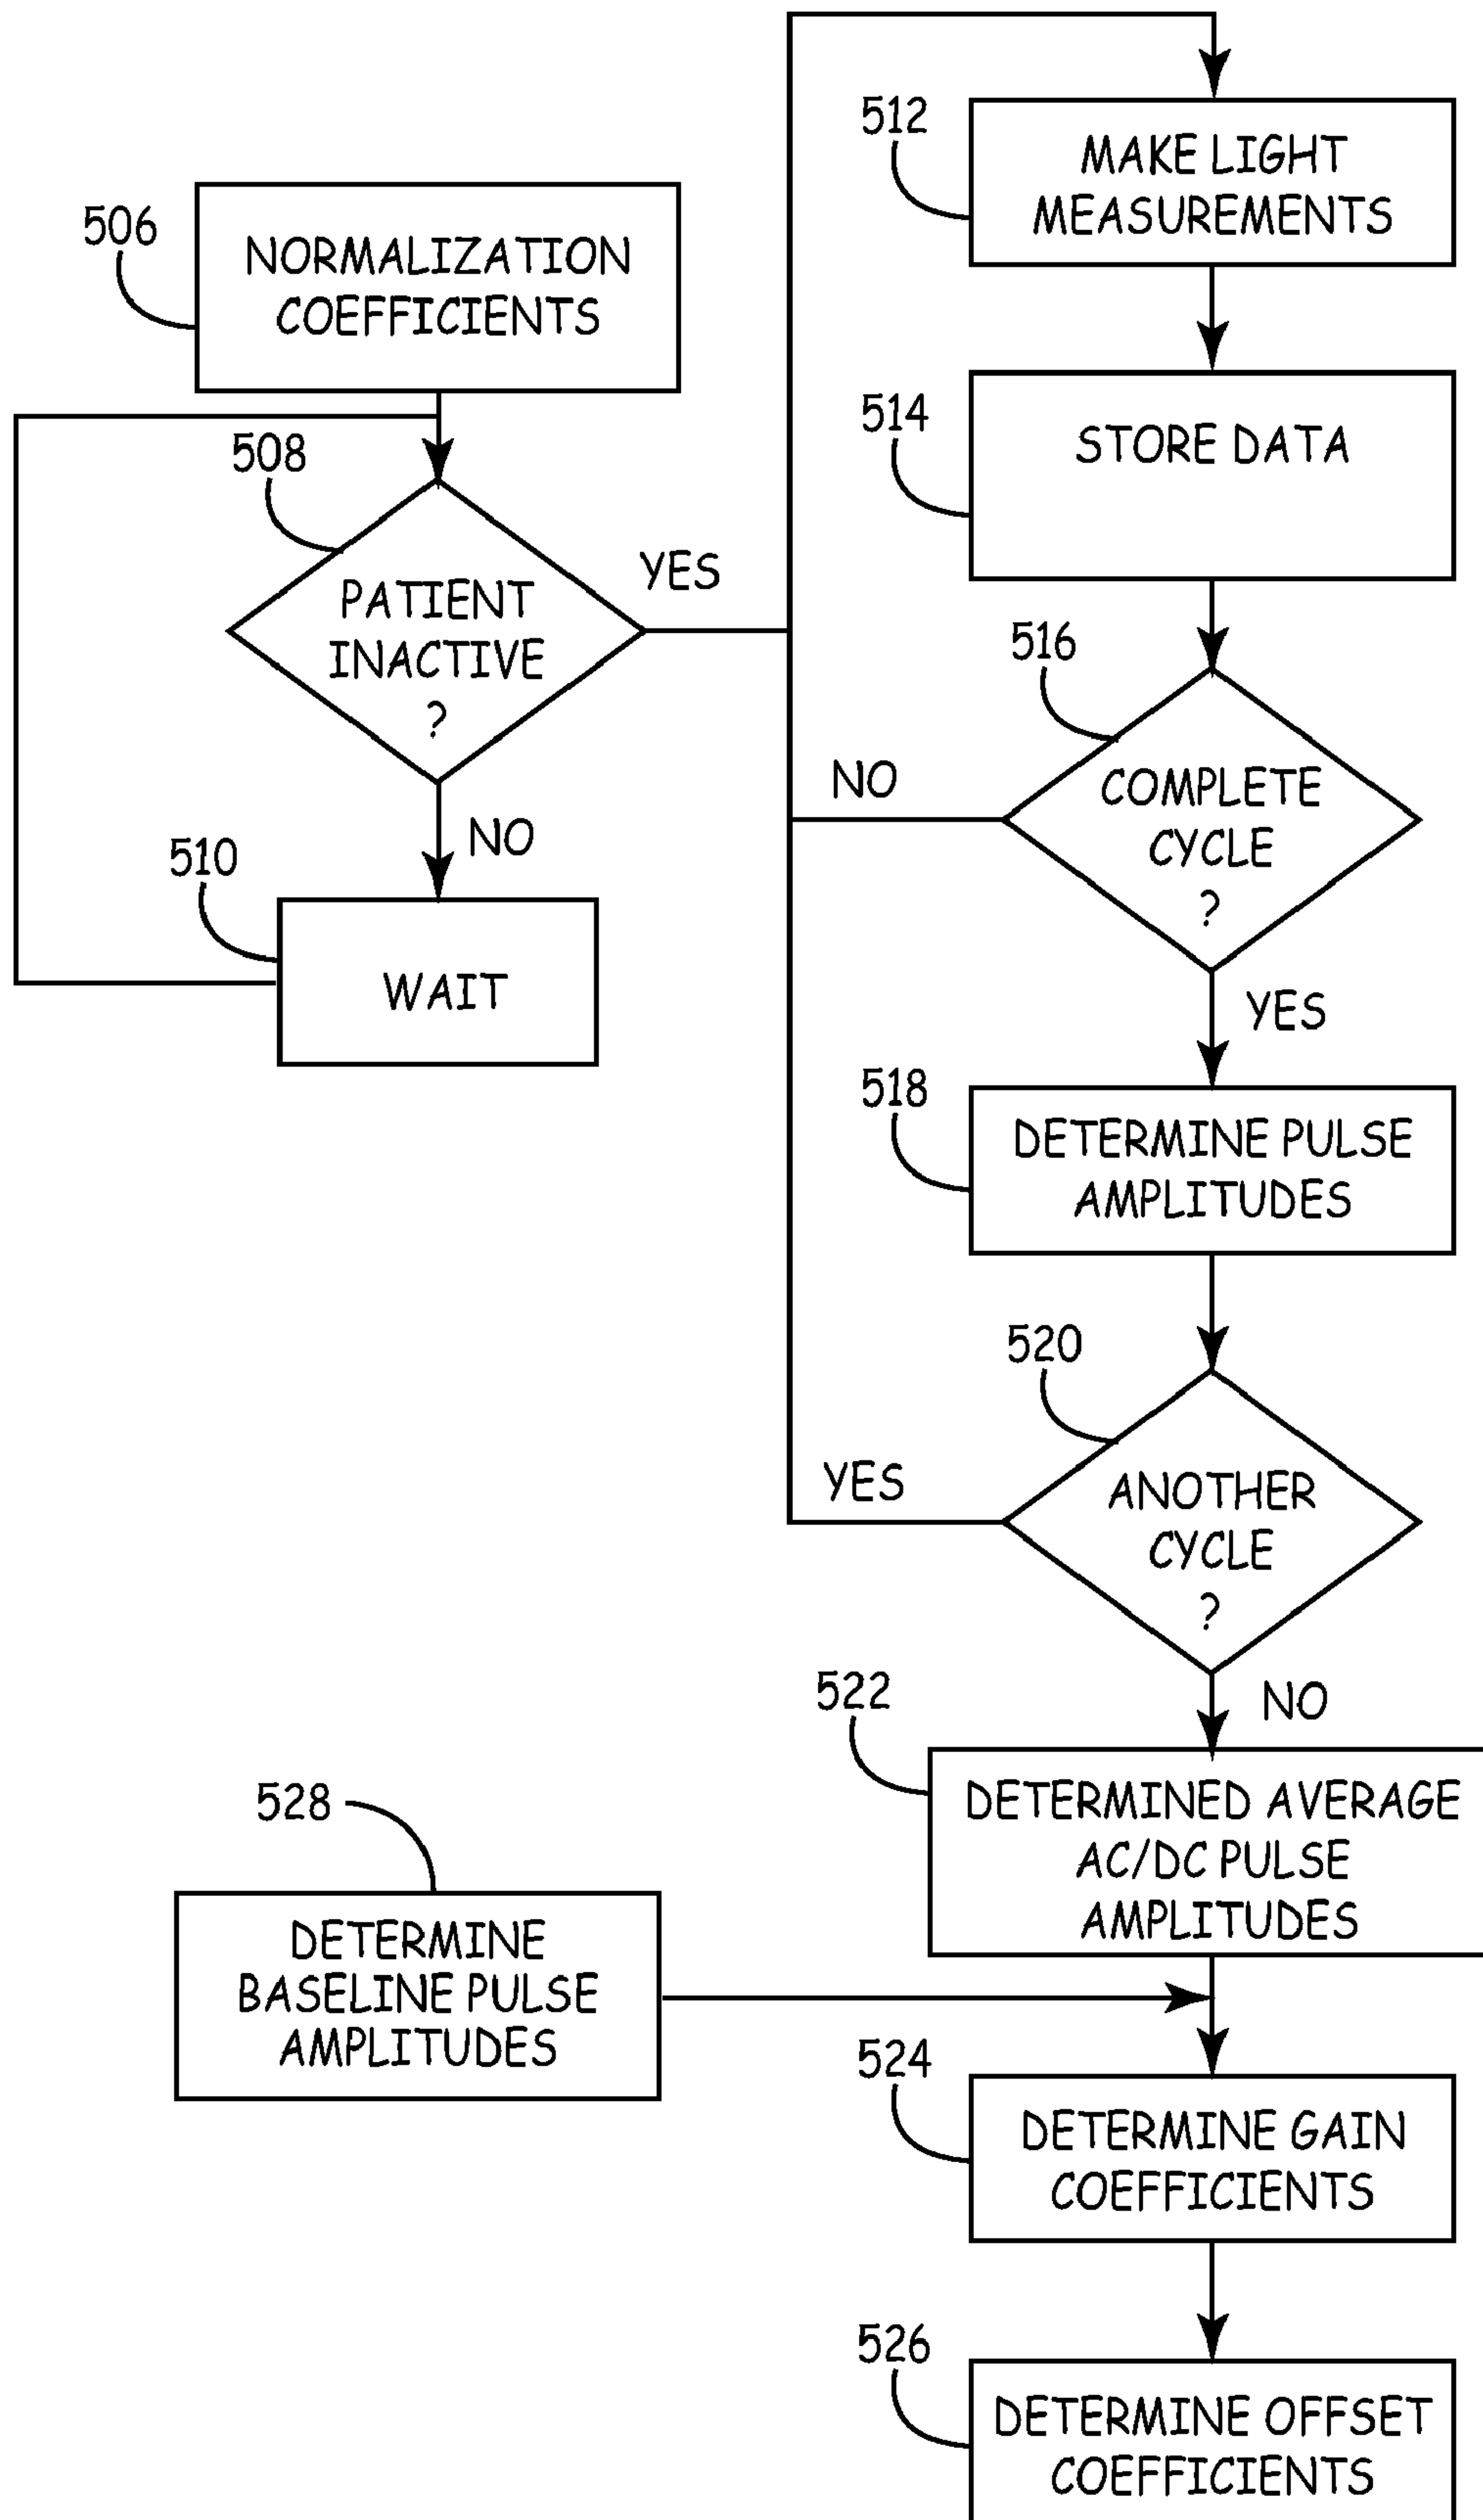 506
NORMALIZATION
COEFFICIENTS
508
PATIENT
INACTIVE
?
YES
NO
510
WAIT
512
MAKE LIGHT
MEASUREMENTS
514
STORE DATA
516
COMPLETE
CYCLE
?
NO
YES
518
DETERMINE PULSE
AMPLITUDES
520
ANOTHER
CYCLE
?
YES
NO
522
DETERMINED AVERAGE
AC/DC PULSE
AMPLITUDES
528
DETERMINE
BASELINE PULSE
AMPLITUDES
524
DETERMINE GAIN
COEFFICIENTS
526
DETERMINE OFFSET
COEFFICIENTS